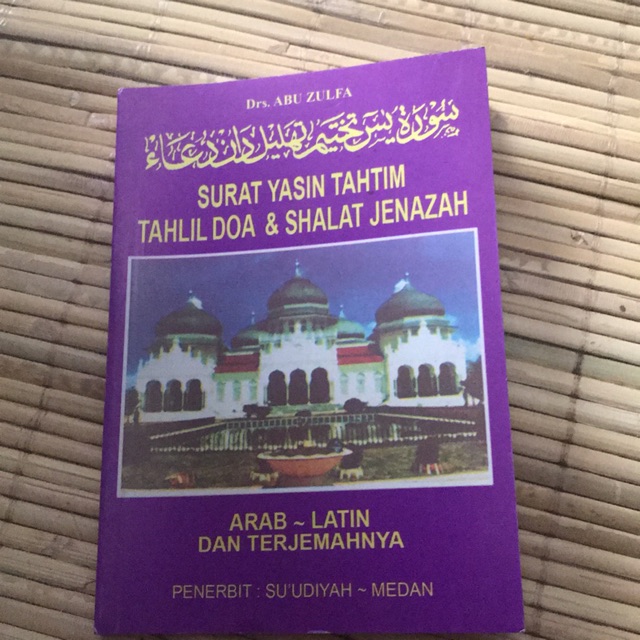 Drs. ABU ZULFA
سورة يس تختيم تهليل دان دعاء
SURAT YASIN TAHTIM
TAHLIL DOA & SHALAT JENAZAH
ARAB ~ LATIN
DAN TERJEMAHNYA
PENERBIT : SU'UDIYAH ~ MEDAN